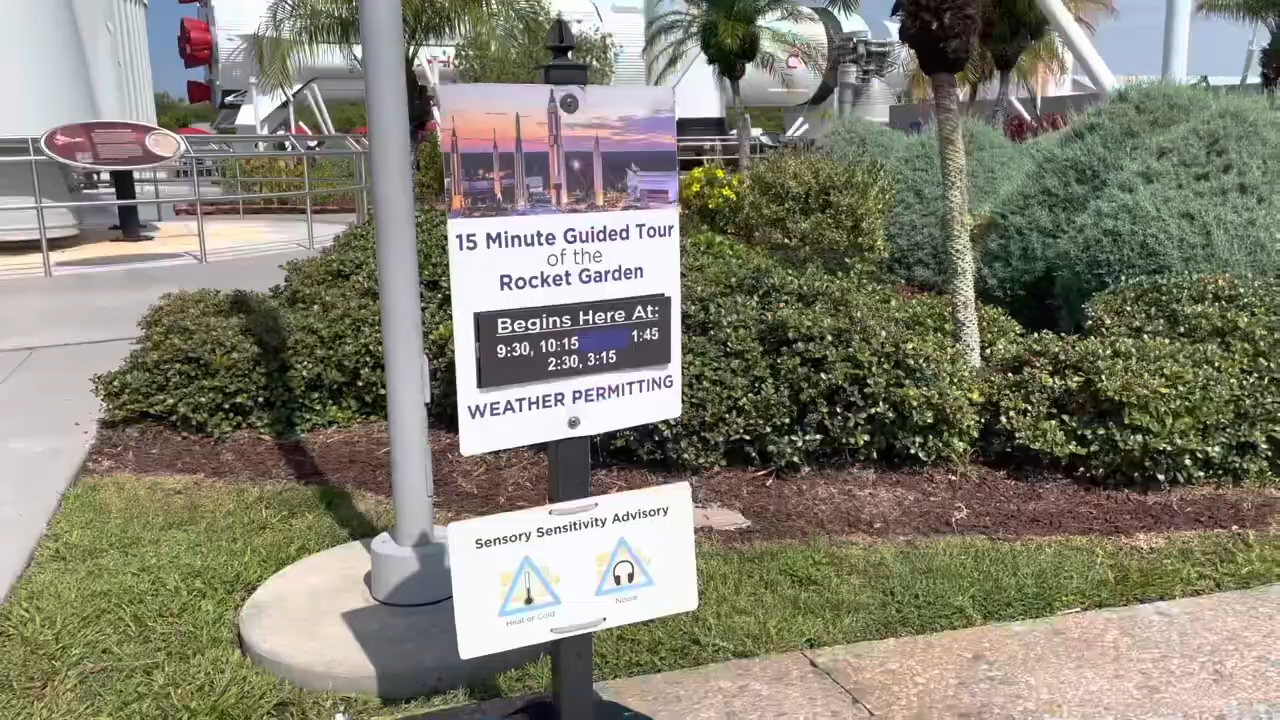 15 Minute Guided Tour
of the
Rocket Garden
Begins Here At:
9:30, 10:15 1:45
2:30, 3:15
WEATHER PERMITTING
Sensory Sensitivity Advisory
Heat or Cold
Noise